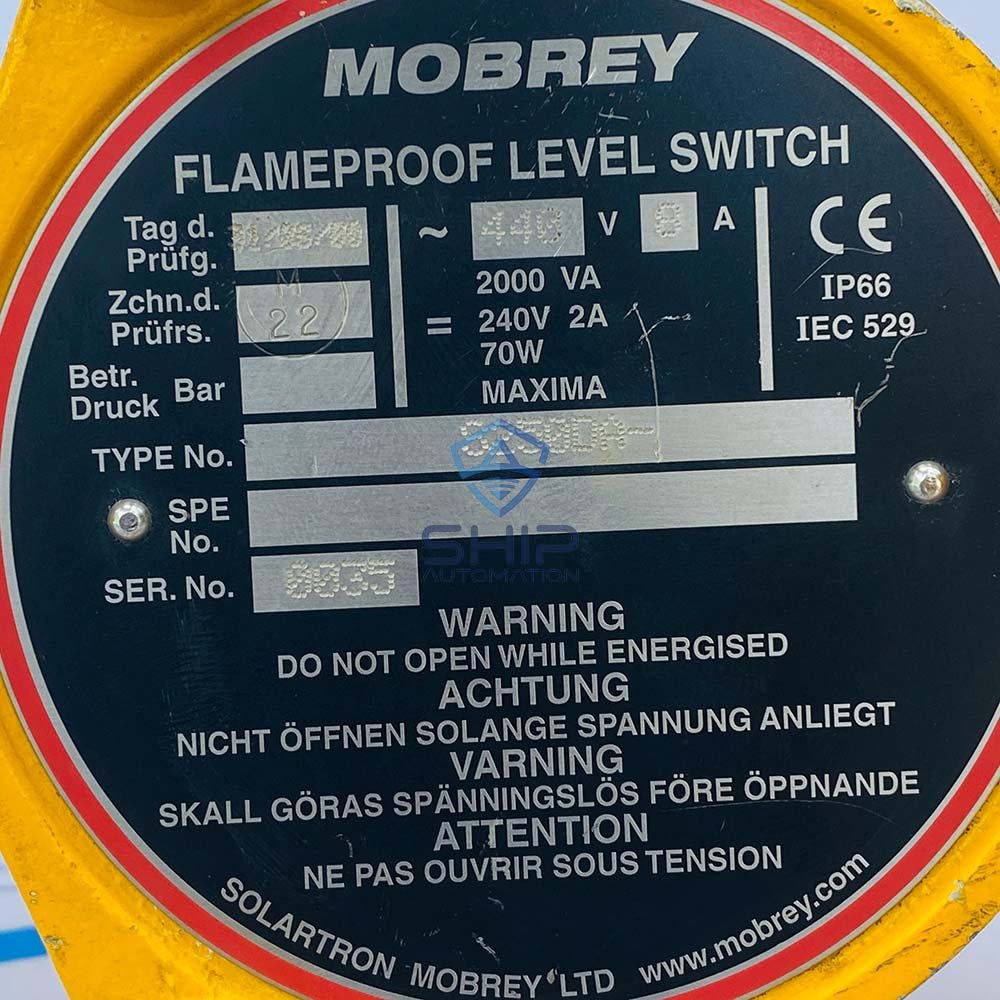 MOBREY
FLAMEPROOF LEVEL SWITCH
Tag d. Prüfg.
~ 440 V 8 A
CE
Zchn.d. Prüfrs. M 22
2000 VA
IP66
= 240V 2A
IEC 529
70W
Betr. Druck Bar
MAXIMA
TYPE No.
SPE No.
SHIP
AUTOMATION
SER. No. 0035
WARNING
DO NOT OPEN WHILE ENERGISED
ACHTUNG
NICHT ÖFFNEN SOLANGE SPANNUNG ANLIEGT
VARNING
SKALL GÖRAS SPÄNNINGSLÖS FÖRE ÖPPNANDE
ATTENTION
NE PAS OUVRIR SOUS TENSION
SOLARTRON MOBREY LTD www.mobrey.com